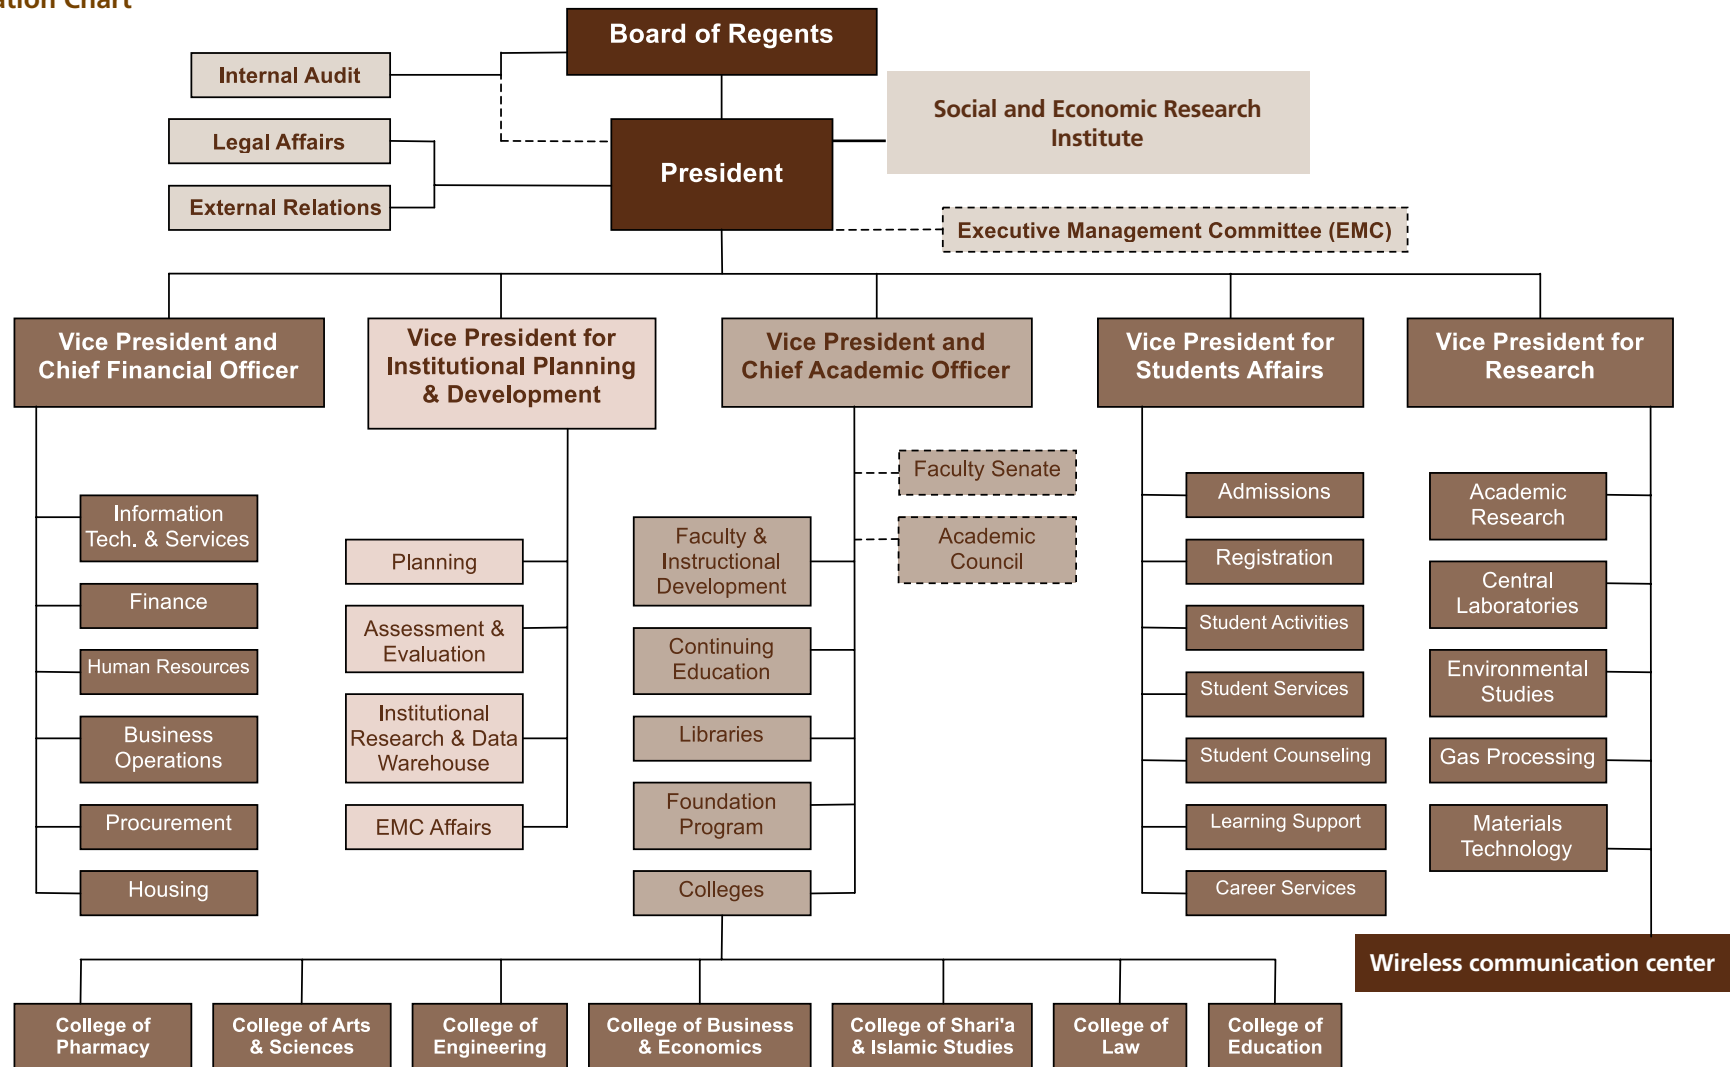 ation Chart
Board of Regents
Internal Audit
Social and Economic Research
Institute
Legal Affairs
President
External Relations
Executive Management Committee (EMC)
Vice President and
Chief Financial Officer
Vice President for
Institutional Planning
& Development
Vice President and
Chief Academic Officer
Vice President for
Students Affairs
Vice President for
Research
Information
Tech. & Services
Finance
Human Resources
Business
Operations
Procurement
Housing
Planning
Assessment &
Evaluation
Institutional
Research & Data
Warehouse
EMC Affairs
Faculty Senate
Academic
Council
Faculty &
Instructional
Development
Continuing
Education
Libraries
Foundation
Program
Colleges
Admissions
Registration
Student Activities
Student Services
Student Counseling
Learning Support
Career Services
Academic
Research
Central
Laboratories
Environmental
Studies
Gas Processing
Materials
Technology
Wireless communication center
College of
Pharmacy
College of Arts
& Sciences
College of
Engineering
College of Business
& Economics
College of Shari'a
& Islamic Studies
College of
Law
College of
Education